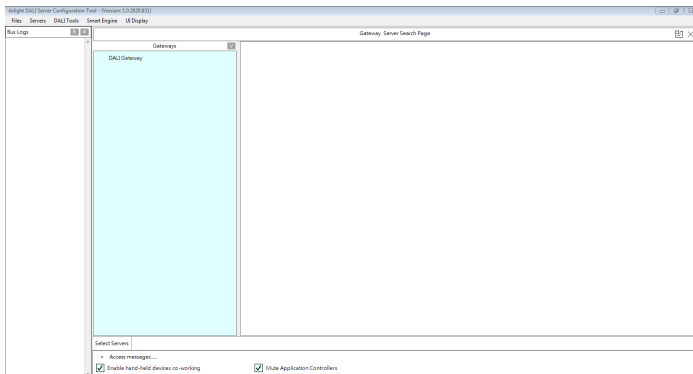 Arlight DALI Server Configuration Tool - (Version: 1.0.2020.831)
Files Servers DALI Tools Smart Engine UI Display
Bus Logs
Gateway Server Search Page
Gateways
DALI Gateway
Select Servers
Access messages....
Enable hand-held devices co-working
Mute Application Controllers